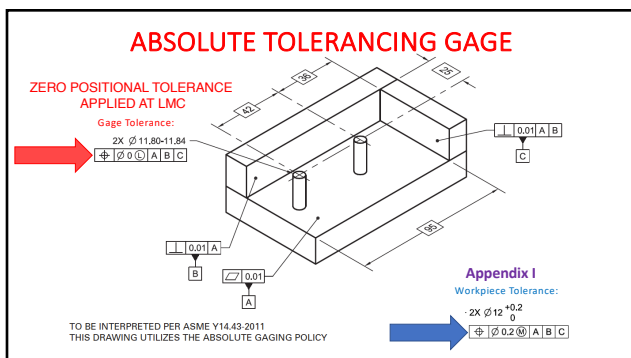 ABSOLUTE TOLERANCING GAGE
ZERO POSITIONAL TOLERANCE
APPLIED AT LMC
Gage Tolerance:
2X Ø 11,80-11,84
⌖ Ø 0 Ⓛ A B C
42
36
25
⟂ 0.01 A B
C
95
⟂ 0.01 A
B
⏥ 0.01
A
Appendix I
Workpiece Tolerance:
2X Ø 12 +0.2
0
⌖ Ø 0.2 Ⓜ A B C
TO BE INTERPRETED PER ASME Y14.43-2011
THIS DRAWING UTILIZES THE ABSOLUTE GAGING POLICY